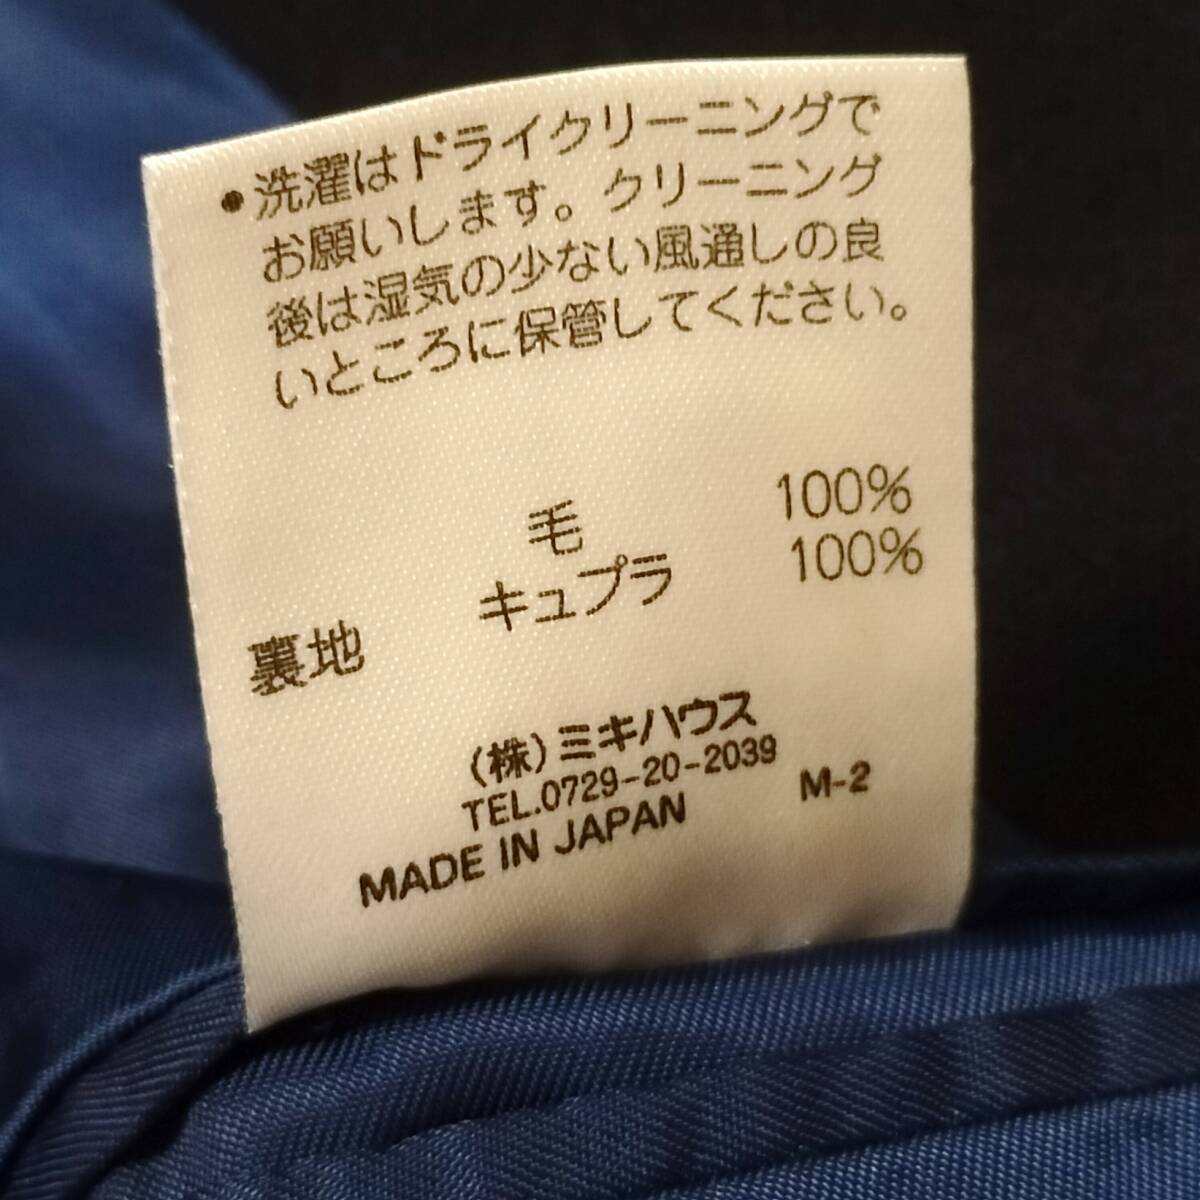 •洗濯はドライクリーニングで
お願いします。クリーニング
後は湿気の少ない風通しの良
いところに保管してください。
毛 100%
裏地 キュプラ 100%
(株)ミキハウス
TEL.0729-20-2039
MADE IN JAPAN M-2